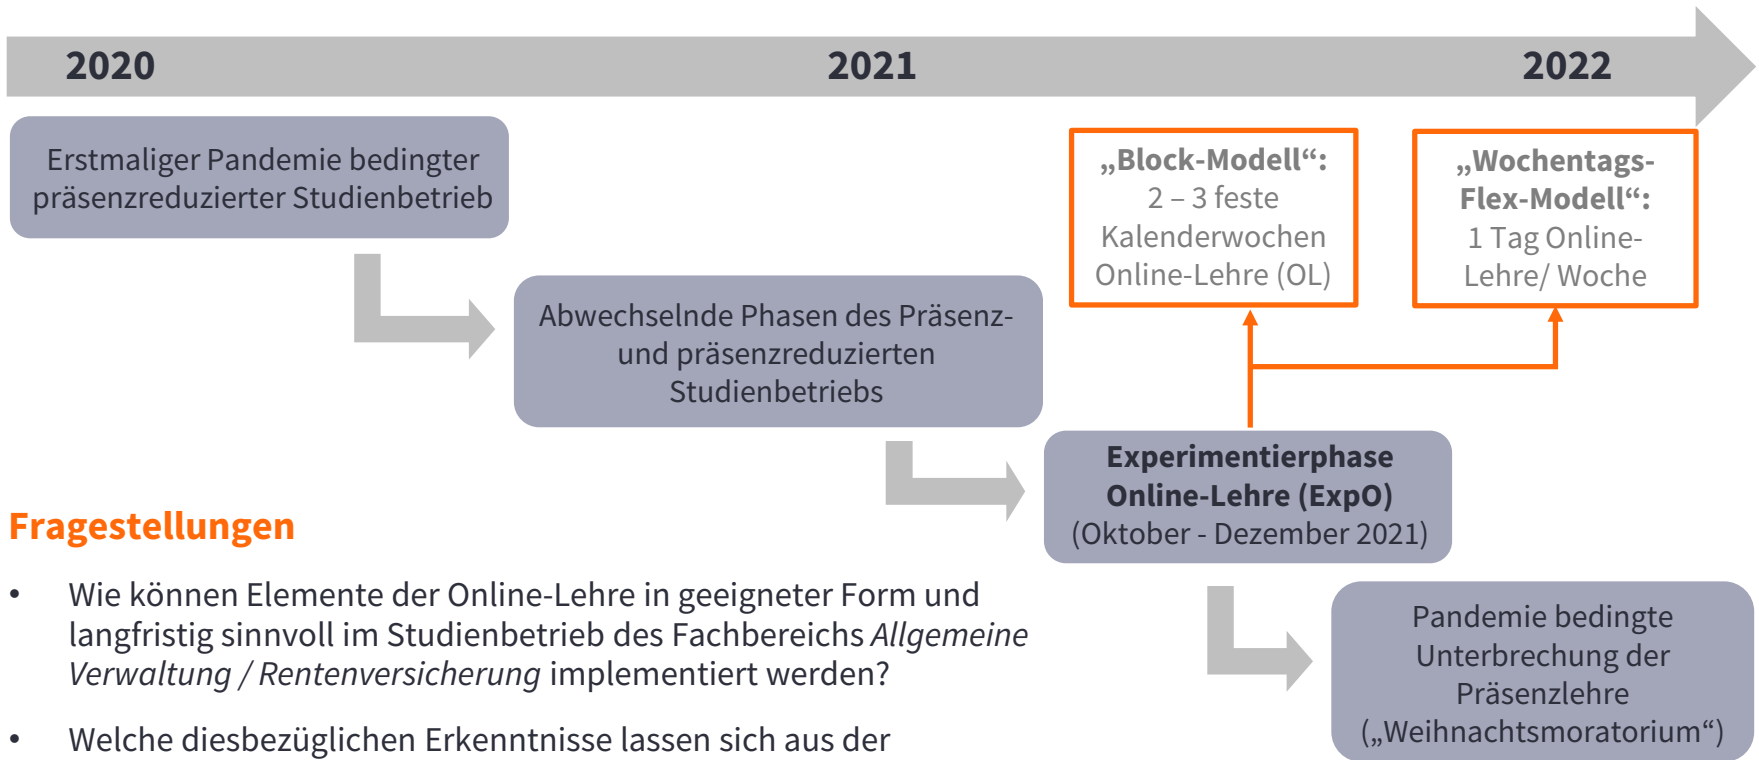 2020
2021
2022
Erstmaliger Pandemie bedingter
präsenzreduzierter Studienbetrieb
Abwechselnde Phasen des Präsenz-
und präsenzreduzierten
Studienbetriebs
„Block-Modell“:
2 – 3 feste
Kalenderwochen
Online-Lehre (OL)
„Wochentags-
Flex-Modell“:
1 Tag Online-
Lehre/ Woche
Experimentierphase
Online-Lehre (ExpO)
(Oktober - Dezember 2021)
Pandemie bedingte
Unterbrechung der
Präsenzlehre
(„Weihnachtsmoratorium“)
Fragestellungen
• Wie können Elemente der Online-Lehre in geeigneter Form und
langfristig sinnvoll im Studienbetrieb des Fachbereichs Allgemeine
Verwaltung / Rentenversicherung implementiert werden?
• Welche diesbezüglichen Erkenntnisse lassen sich aus der